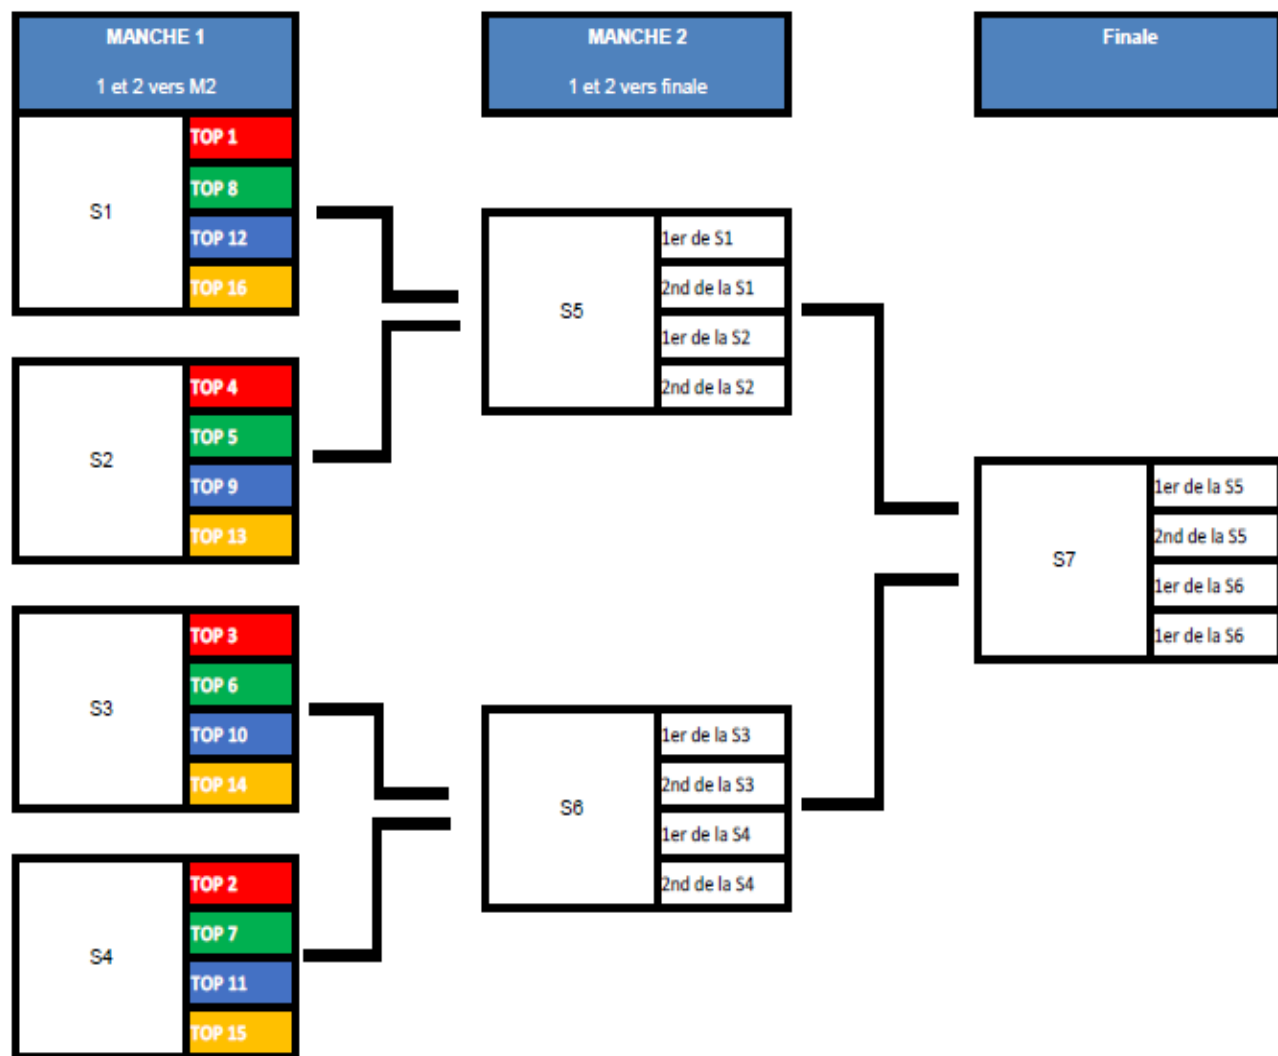 MANCHE 1
1 et 2 vers M2
MANCHE 2
1 et 2 vers finale
Finale
S1
TOP 1
TOP 8
TOP 12
TOP 16
S2
TOP 4
TOP 5
TOP 9
TOP 13
S3
TOP 3
TOP 6
TOP 10
TOP 14
S4
TOP 2
TOP 7
TOP 11
TOP 15
S5
1er de S1
2nd de la S1
1er de la S2
2nd de la S2
S6
1er de la S3
2nd de la S3
1er de la S4
2nd de la S4
S7
1er de la S5
2nd de la S5
1er de la S6
1er de la S6